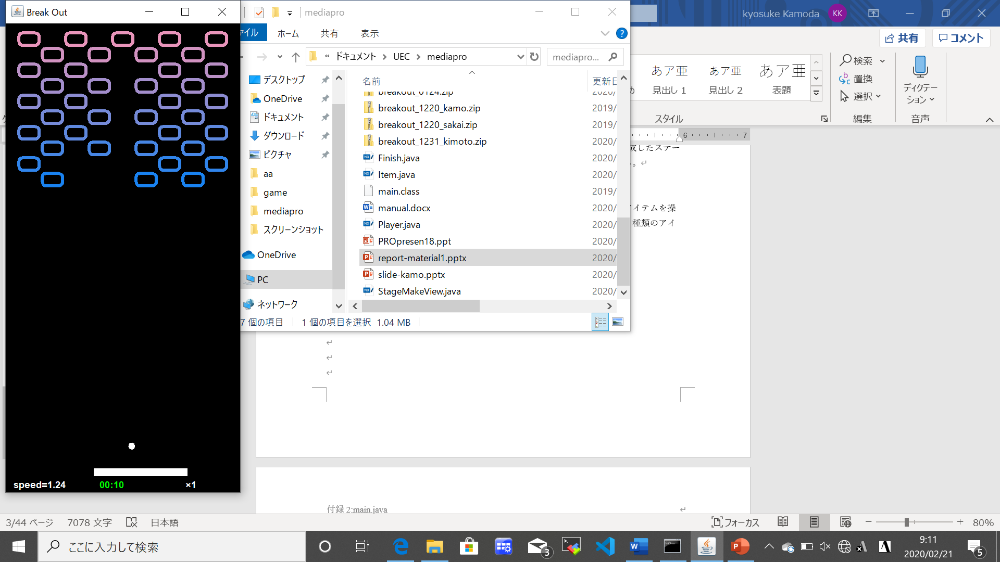 Break Out
speed=1.24
00:10
×1
mediapro
ァイル
ホーム
共有
表示
«
ドキュメント
UEC
mediapro
mediapro...
デスクトップ
OneDrive
ドキュメント
ダウンロード
ピクチャ
aa
game
mediapro
スクリーンショット
OneDrive
PC
ネットワーク
名前
更新日
breakout_0124.zip
2020/
breakout_1220_kamo.zip
2019/
breakout_1220_sakai.zip
2019/
breakout_1231_kimoto.zip
2020/
Finish.java
2020/
Item.java
2020/
main.class
2019/
manual.docx
2020/
Player.java
2020/
PROpresen18.ppt
2020/
report-material1.pptx
2020/
slide-kamo.pptx
2020/
StageMakeView.java
2020/
7 個の項目
1 個の項目を選択 1.04 MB
kyosuke Kamoda
KK
共有
コメント
あア亜
見出し 1
あア亜
見出し 2
あア亜
表題
スタイル
検索
置換
選択
編集
ディクテー
ション
音声
6
7
成したステー
。
アイテムを操
種類のアイ
付録 2:main.java
3/44 ページ
7078 文字
日本語
フォーカス
80%
ここに入力して検索
3
A
9:11
2020/02/21
5